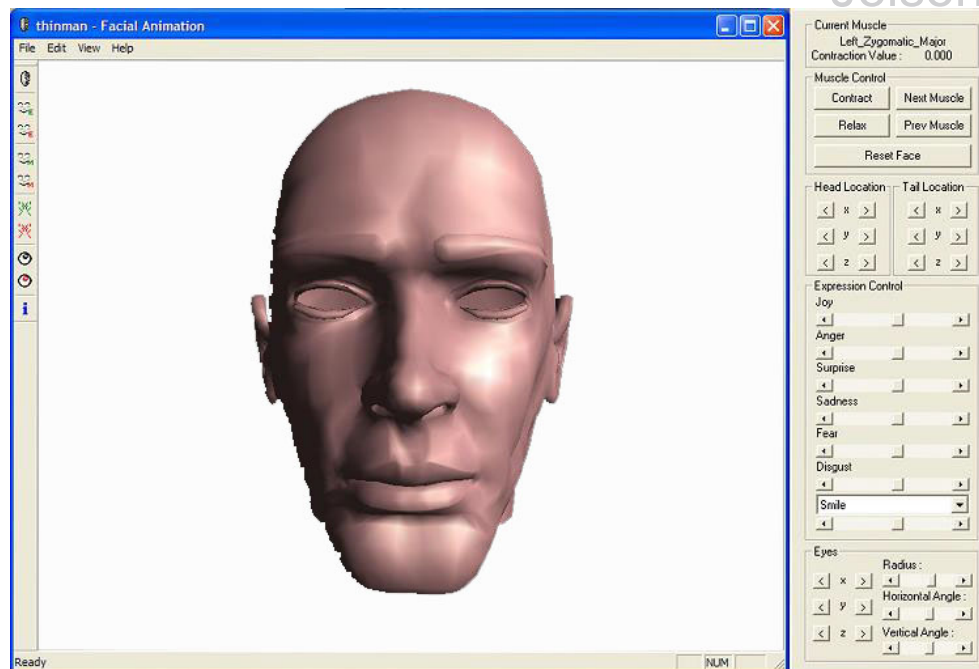 thinman - Facial Animation
File Edit View Help
i
Ready
NUM
Current Muscle
Left_Zygomatic_Major
Contraction Value : 0.000
Muscle Control
Contract Next Muscle
Relax Prev Muscle
Reset Face
Head Location Tail Location
< x > < x >
< y > < y >
< z > < z >
Expression Control
Joy
Anger
Surprise
Sadness
Fear
Disgust
Smile
Eyes
Radius :
< x >
Horizontal Angle :
< y >
Vertical Angle :
< z >